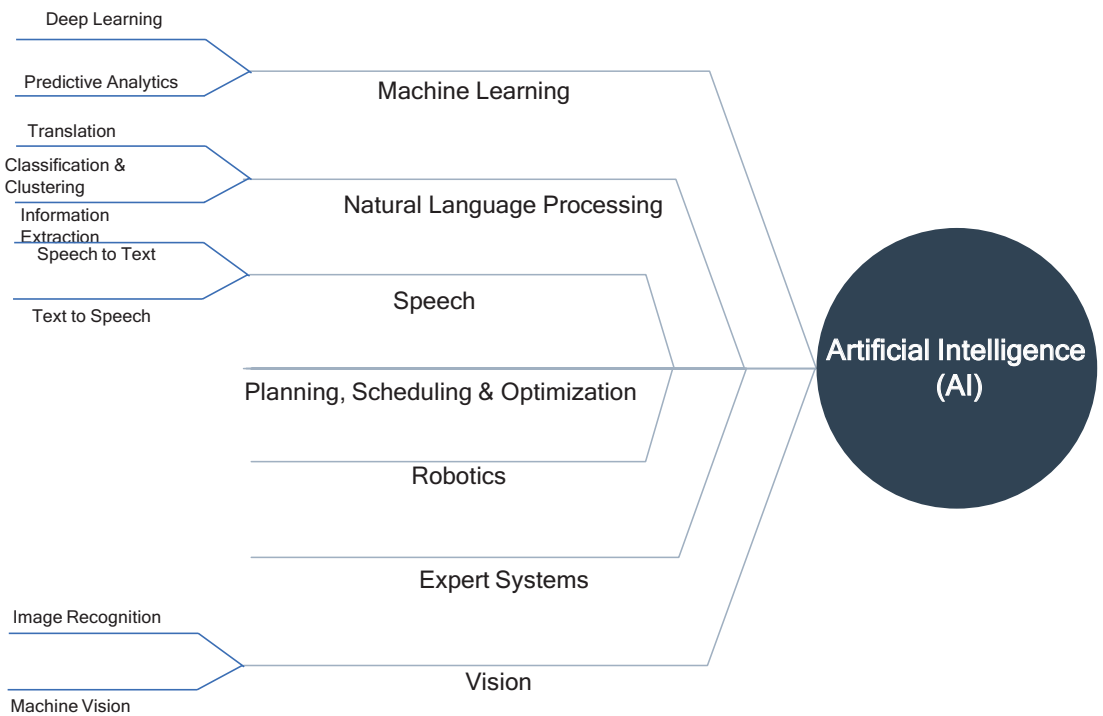 Deep Learning
Predictive Analytics
Machine Learning
Translation
Classification &
Clustering
Natural Language Processing
Information
Extraction
Speech to Text
Speech
Text to Speech
Artificial Intelligence
(AI)
Planning, Scheduling & Optimization
Robotics
Expert Systems
Image Recognition
Vision
Machine Vision